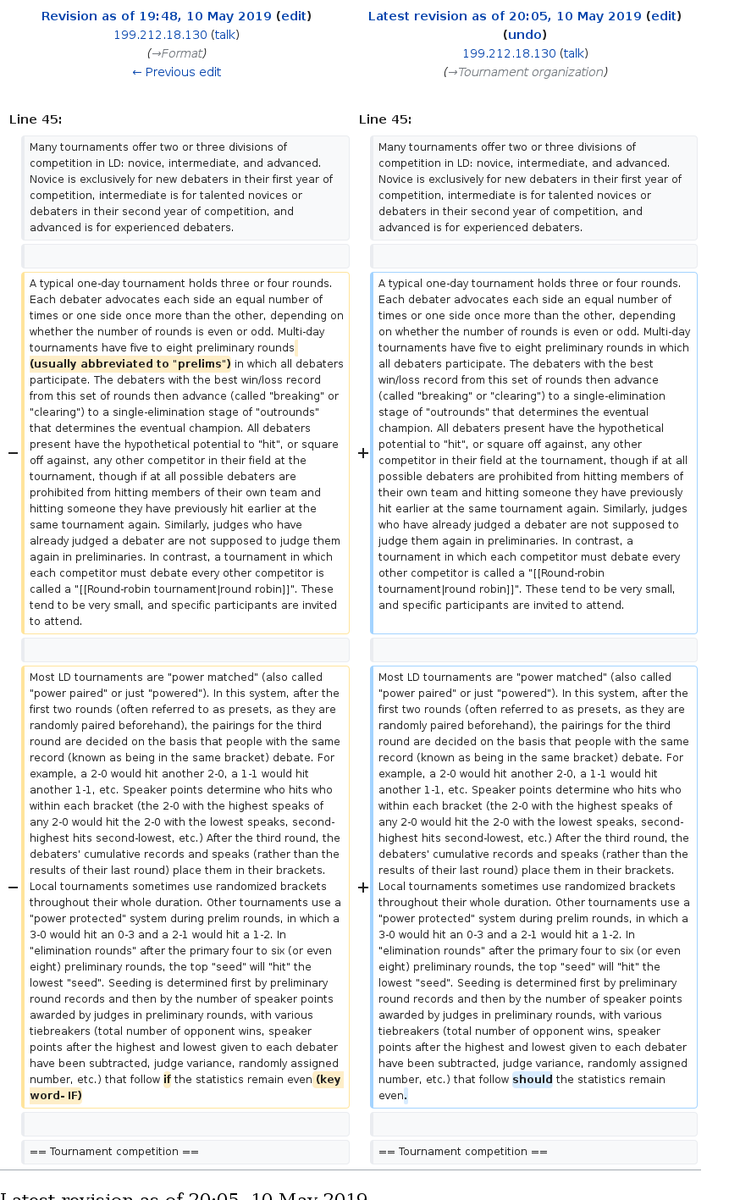 Revision as of 19:48, 10 May 2019 (edit)
199.212.18.130 (talk)
(→Format)
← Previous edit
Latest revision as of 20:05, 10 May 2019 (edit)
(undo)
199.212.18.130 (talk)
(→Tournament organization)
Line 45:
Line 45:
Many tournaments offer two or three divisions of
competition in LD: novice, intermediate, and advanced.
Novice is exclusively for new debaters in their first year of
competition, intermediate is for talented novices or
debaters in their second year of competition, and
advanced is for experienced debaters.
Many tournaments offer two or three divisions of
competition in LD: novice, intermediate, and advanced.
Novice is exclusively for new debaters in their first year of
competition, intermediate is for talented novices or
debaters in their second year of competition, and
advanced is for experienced debaters.
−
A typical one-day tournament holds three or four rounds.
Each debater advocates each side an equal number of
times or one side once more than the other, depending on
whether the number of rounds is even or odd. Multi-day
tournaments have five to eight preliminary rounds
(usually abbreviated to "prelims") in which all debaters
participate. The debaters with the best win/loss record
from this set of rounds then advance (called "breaking" or
"clearing") to a single-elimination stage of "outrounds"
that determines the eventual champion. All debaters
present have the hypothetical potential to "hit", or square
off against, any other competitor in their field at the
tournament, though if at all possible debaters are
prohibited from hitting members of their own team and
hitting someone they have previously hit earlier at the
same tournament again. Similarly, judges who have
already judged a debater are not supposed to judge them
again in preliminaries. In contrast, a tournament in which
each competitor must debate every other competitor is
called a "[[Round-robin tournament|round robin]]". These
tend to be very small, and specific participants are invited
to attend.
+
A typical one-day tournament holds three or four rounds.
Each debater advocates each side an equal number of
times or one side once more than the other, depending
on whether the number of rounds is even or odd. Multi-day
tournaments have five to eight preliminary rounds in which
all debaters participate. The debaters with the best
win/loss record from this set of rounds then advance
(called "breaking" or "clearing") to a single-elimination
stage of "outrounds" that determines the eventual
champion. All debaters present have the hypothetical
potential to "hit", or square off against, any other
competitor in their field at the tournament, though if at all
possible debaters are prohibited from hitting members of
their own team and hitting someone they have previously
hit earlier at the same tournament again. Similarly, judges
who have already judged a debater are not supposed to
judge them again in preliminaries. In contrast, a
tournament in which each competitor must debate every
other competitor is called a "[[Round-robin
tournament|round robin]]". These tend to be very small,
and specific participants are invited to attend.
−
Most LD tournaments are "power matched" (also called
"power paired" or just "powered"). In this system, after the
first two rounds (often referred to as presets, as they are
randomly paired beforehand), the pairings for the third
round are decided on the basis that people with the same
record (known as being in the same bracket) debate. For
example, a 2-0 would hit another 2-0, a 1-1 would hit
another 1-1, etc. Speaker points determine who hits who
within each bracket (the 2-0 with the highest speaks of
any 2-0 would hit the 2-0 with the lowest speaks, second-
highest hits second-lowest, etc.) After the third round, the
debaters' cumulative records and speaks (rather than the
results of their last round) place them in their brackets.
Local tournaments sometimes use randomized brackets
throughout their whole duration. Other tournaments use a
"power protected" system during prelim rounds, in which a
3-0 would hit an 0-3 and a 2-1 would hit a 1-2. In
"elimination rounds" after the primary four to six (or even
eight) preliminary rounds, the top "seed" will "hit" the
lowest "seed". Seeding is determined first by preliminary
round records and then by the number of speaker points
awarded by judges in preliminary rounds, with various
tiebreakers (total number of opponent wins, speaker
points after the highest and lowest given to each debater
have been subtracted, judge variance, randomly assigned
number, etc.) that follow if the statistics remain even (key
word- IF)
+
Most LD tournaments are "power matched" (also called
"power paired" or just "powered"). In this system, after the
first two rounds (often referred to as presets, as they are
randomly paired beforehand), the pairings for the third
round are decided on the basis that people with the same
record (known as being in the same bracket) debate. For
example, a 2-0 would hit another 2-0, a 1-1 would hit
another 1-1, etc. Speaker points determine who hits who
within each bracket (the 2-0 with the highest speaks of
any 2-0 would hit the 2-0 with the lowest speaks, second-
highest hits second-lowest, etc.) After the third round, the
debaters' cumulative records and speaks (rather than the
results of their last round) place them in their brackets.
Local tournaments sometimes use randomized brackets
throughout their whole duration. Other tournaments use a
"power protected" system during prelim rounds, in which a
3-0 would hit an 0-3 and a 2-1 would hit a 1-2. In
"elimination rounds" after the primary four to six (or even
eight) preliminary rounds, the top "seed" will "hit" the
lowest "seed". Seeding is determined first by preliminary
round records and then by the number of speaker points
awarded by judges in preliminary rounds, with various
tiebreakers (total number of opponent wins, speaker
points after the highest and lowest given to each debater
have been subtracted, judge variance, randomly assigned
number, etc.) that follow should the statistics remain
even.
== Tournament competition ==
== Tournament competition ==
Latest revision as of 20:05, 10 May 2019